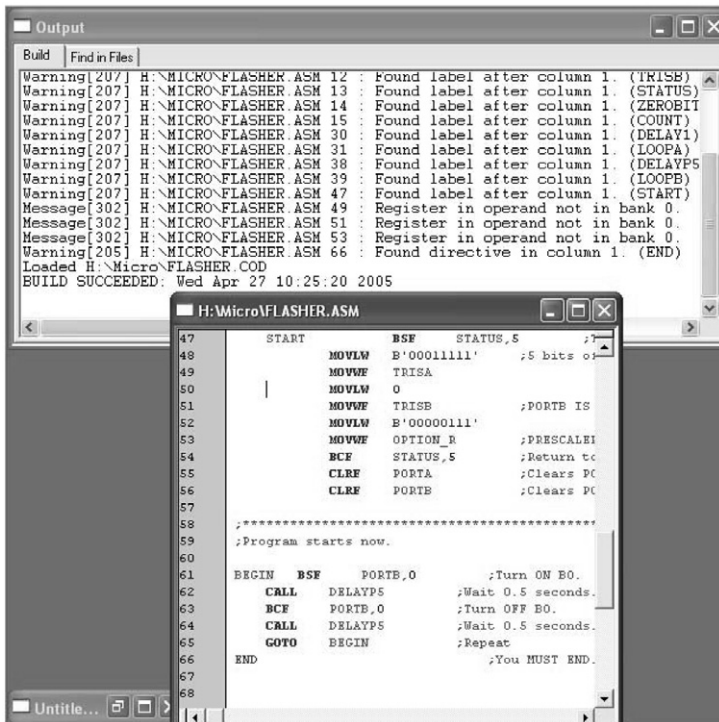 Output
Build Find in Files
Warning[207] H:\MICRO\FLASHER.ASM 12 : Found label after column 1. (TRISB)
Warning[207] H:\MICRO\FLASHER.ASM 13 : Found label after column 1. (STATUS)
Warning[207] H:\MICRO\FLASHER.ASM 14 : Found label after column 1. (ZEROBIT
Warning[207] H:\MICRO\FLASHER.ASM 15 : Found label after column 1. (COUNT)
Warning[207] H:\MICRO\FLASHER.ASM 30 : Found label after column 1. (DELAY1)
Warning[207] H:\MICRO\FLASHER.ASM 31 : Found label after column 1. (LOOPA)
Warning[207] H:\MICRO\FLASHER.ASM 38 : Found label after column 1. (DELAYP5
Warning[207] H:\MICRO\FLASHER.ASM 39 : Found label after column 1. (LOOPB)
Warning[207] H:\MICRO\FLASHER.ASM 47 : Found label after column 1. (START)
Message[302] H:\MICRO\FLASHER.ASM 49 : Register in operand not in bank 0.
Message[302] H:\MICRO\FLASHER.ASM 51 : Register in operand not in bank 0.
Message[302] H:\MICRO\FLASHER.ASM 53 : Register in operand not in bank 0.
Warning[205] H:\MICRO\FLASHER.ASM 66 : Found directive in column 1. (END)
Loaded H:\Micro\FLASHER.COD
BUILD SUCCEEDED: Wed Apr 27 10:25:20 2005
H:\Micro\FLASHER.ASM
47 START BSF STATUS,5
48 MOVLW B'00011111' ;5 bits of
49 MOVWF TRISA
50 MOVLW 0
51 MOVWF TRISB ;PORTB IS
52 MOVLW B'00000111'
53 MOVWF OPTION_R ;PRESCALER
54 BCF STATUS,5 ;Return to
55 CLRF PORTA ;Clears PO
56 CLRF PORTB ;Clears PO
57
58 ;*********************************************
59 ;Program starts now.
60
61 BEGIN BSF PORTB,0 ;Turn ON B0.
62 CALL DELAYP5 ;Wait 0.5 seconds.
63 BCF PORTB,0 ;Turn OFF B0.
64 CALL DELAYP5 ;Wait 0.5 seconds.
65 GOTO BEGIN ;Repeat
66 END ;You MUST END.
67
68
Untitle...